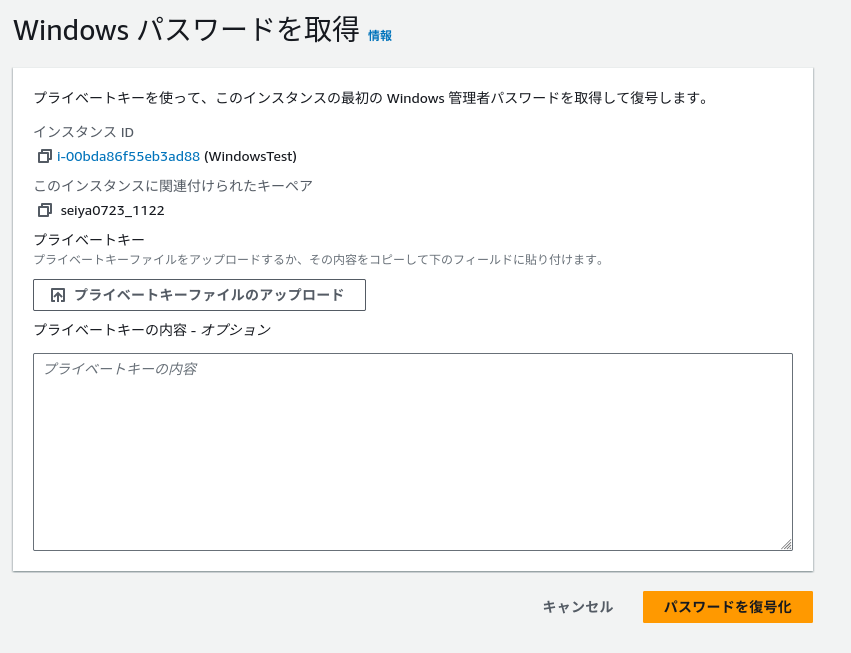 Windows パスワードを取得 情報
プライベートキーを使って、このインスタンスの最初の Windows 管理者パスワードを取得して復号します。
インスタンス ID
i-00bda86f55eb3ad88 (WindowsTest)
このインスタンスに関連付けられたキーペア
seiya0723_1122
プライベートキー
プライベートキーファイルをアップロードするか、その内容をコピーして下のフィールドに貼り付けます。
プライベートキーファイルのアップロード
プライベートキーの内容 - オプション
プライベートキーの内容
キャンセル パスワードを復号化